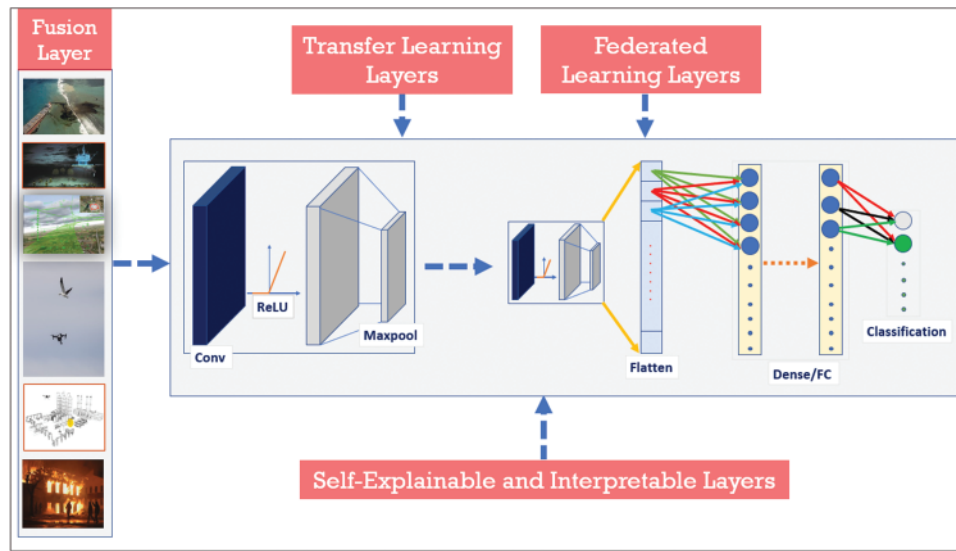 Fusion
Layer
Transfer Learning
Layers
Federated
Learning Layers
ReLU
Maxpool
Conv
Flatten
Dense/FC
Classification
Self-Explainable and Interpretable Layers